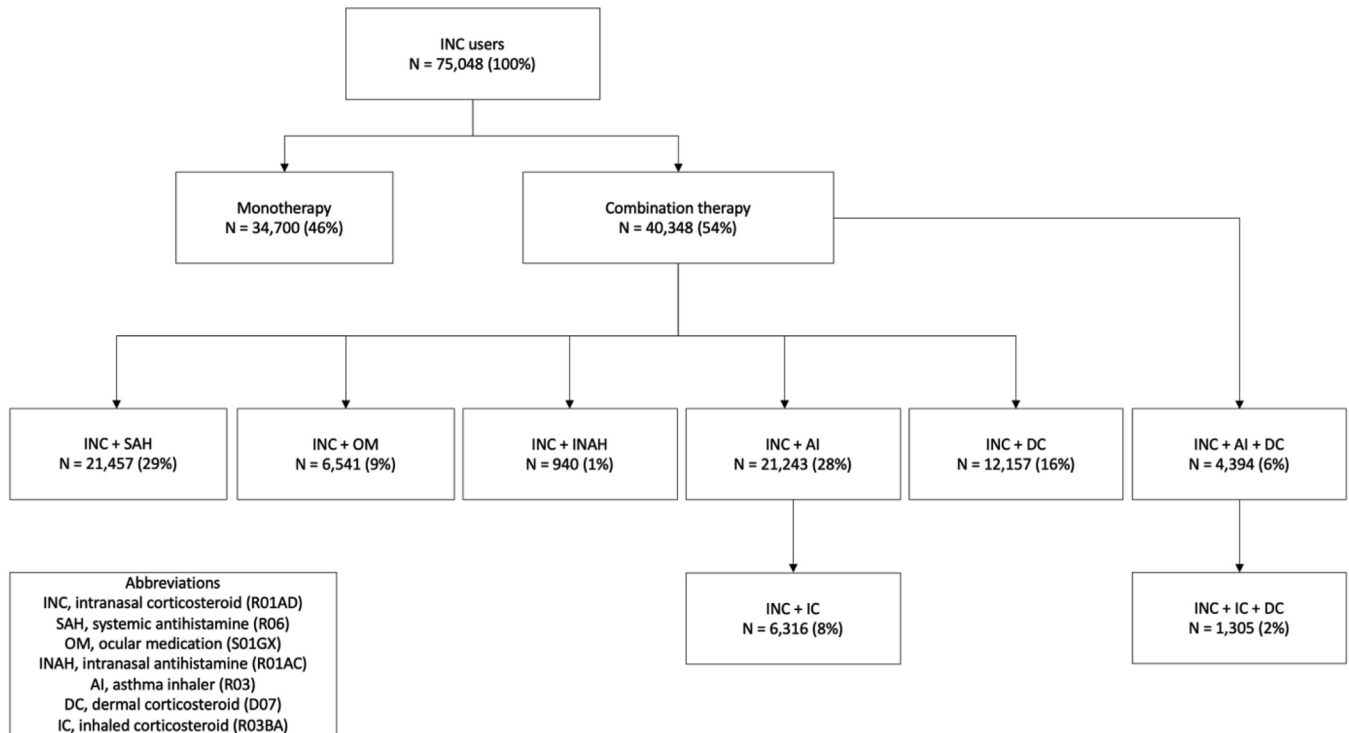 INC users
N = 75,048 (100%)
Monotherapy
N = 34,700 (46%)
Combination therapy
N = 40,348 (54%)
INC + SAH
N = 21,457 (29%)
INC + OM
N = 6,541 (9%)
INC + INAH
N = 940 (1%)
INC + AI
N = 21,243 (28%)
INC + DC
N = 12,157 (16%)
INC + AI + DC
N = 4,394 (6%)
INC + IC
N = 6,316 (8%)
INC + IC + DC
N = 1,305 (2%)
Abbreviations
INC, intranasal corticosteroid (R01AD)
SAH, systemic antihistamine (R06)
OM, ocular medication (S01GX)
INAH, intranasal antihistamine (R01AC)
AI, asthma inhaler (R03)
DC, dermal corticosteroid (D07)
IC, inhaled corticosteroid (R03BA)